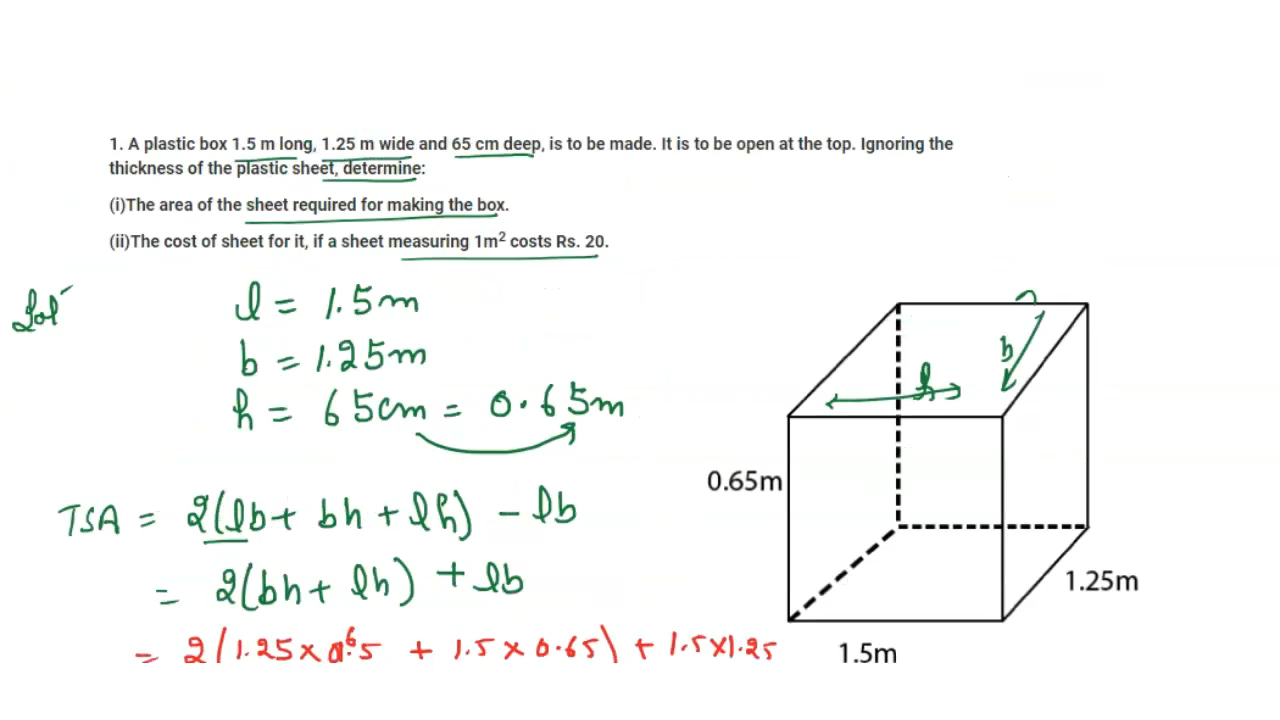 1. A plastic box 1.5 m long, 1.25 m wide and 65 cm deep, is to be made. It is to be open at the top. Ignoring the
thickness of the plastic sheet, determine:
(i)The area of the sheet required for making the box.
(ii)The cost of sheet for it, if a sheet measuring 1m² costs Rs. 20.
Solⁿ
l = 1.5m
b = 1.25m
h = 65cm = 0.65m
TSA = 2(lb + bh + lh) - lb
= 2(bh + lh) + lb
= 2(1.25 × 0.65 + 1.5 × 0.65) + 1.5×1.25
b
l
0.65m
1.25m
1.5m